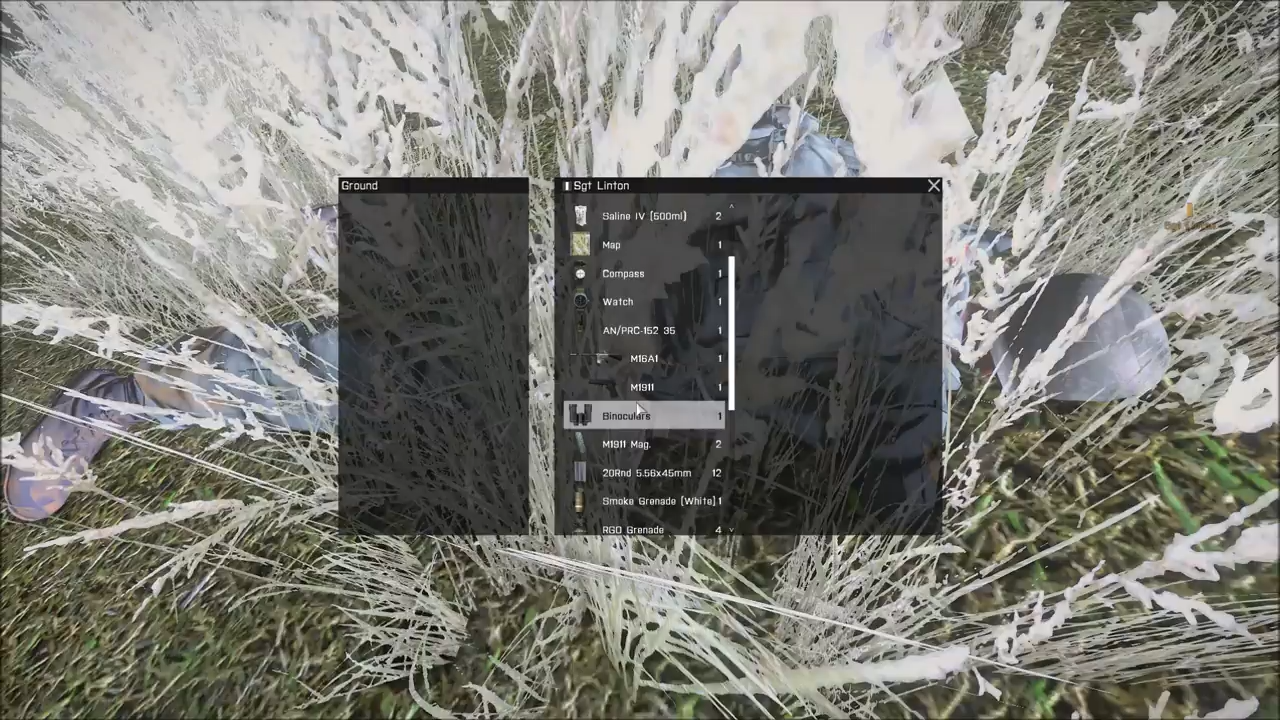 Ground
Sgt Linton
Saline IV [500ml] 2
Map 1
Compass 1
Watch 1
AN/PRC-152 35 1
M16A1 1
M1911 1
Binoculars 1
M1911 Mag. 2
20Rnd 5.56x45mm 12
Smoke Grenade [White] 1
RGO Grenade 4